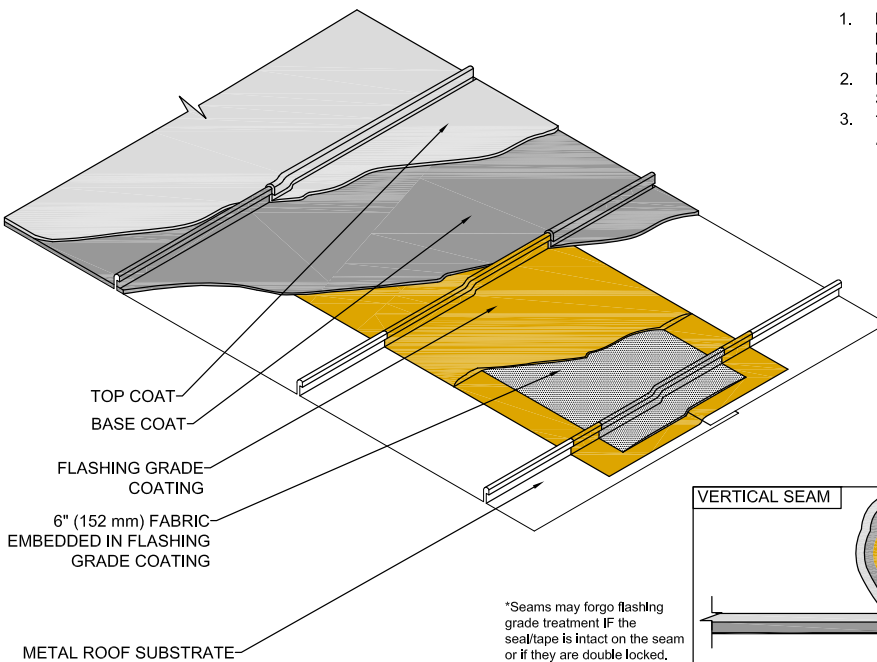 1.
2.
3.
TOP COAT
BASE COAT
FLASHING GRADE
COATING
6" (152 mm) FABRIC
EMBEDDED IN FLASHING
GRADE COATING
METAL ROOF SUBSTRATE
*Seams may forgo flashing
grade treatment IF the
seal/tape is intact on the seam
or if they are double locked.
VERTICAL SEAM